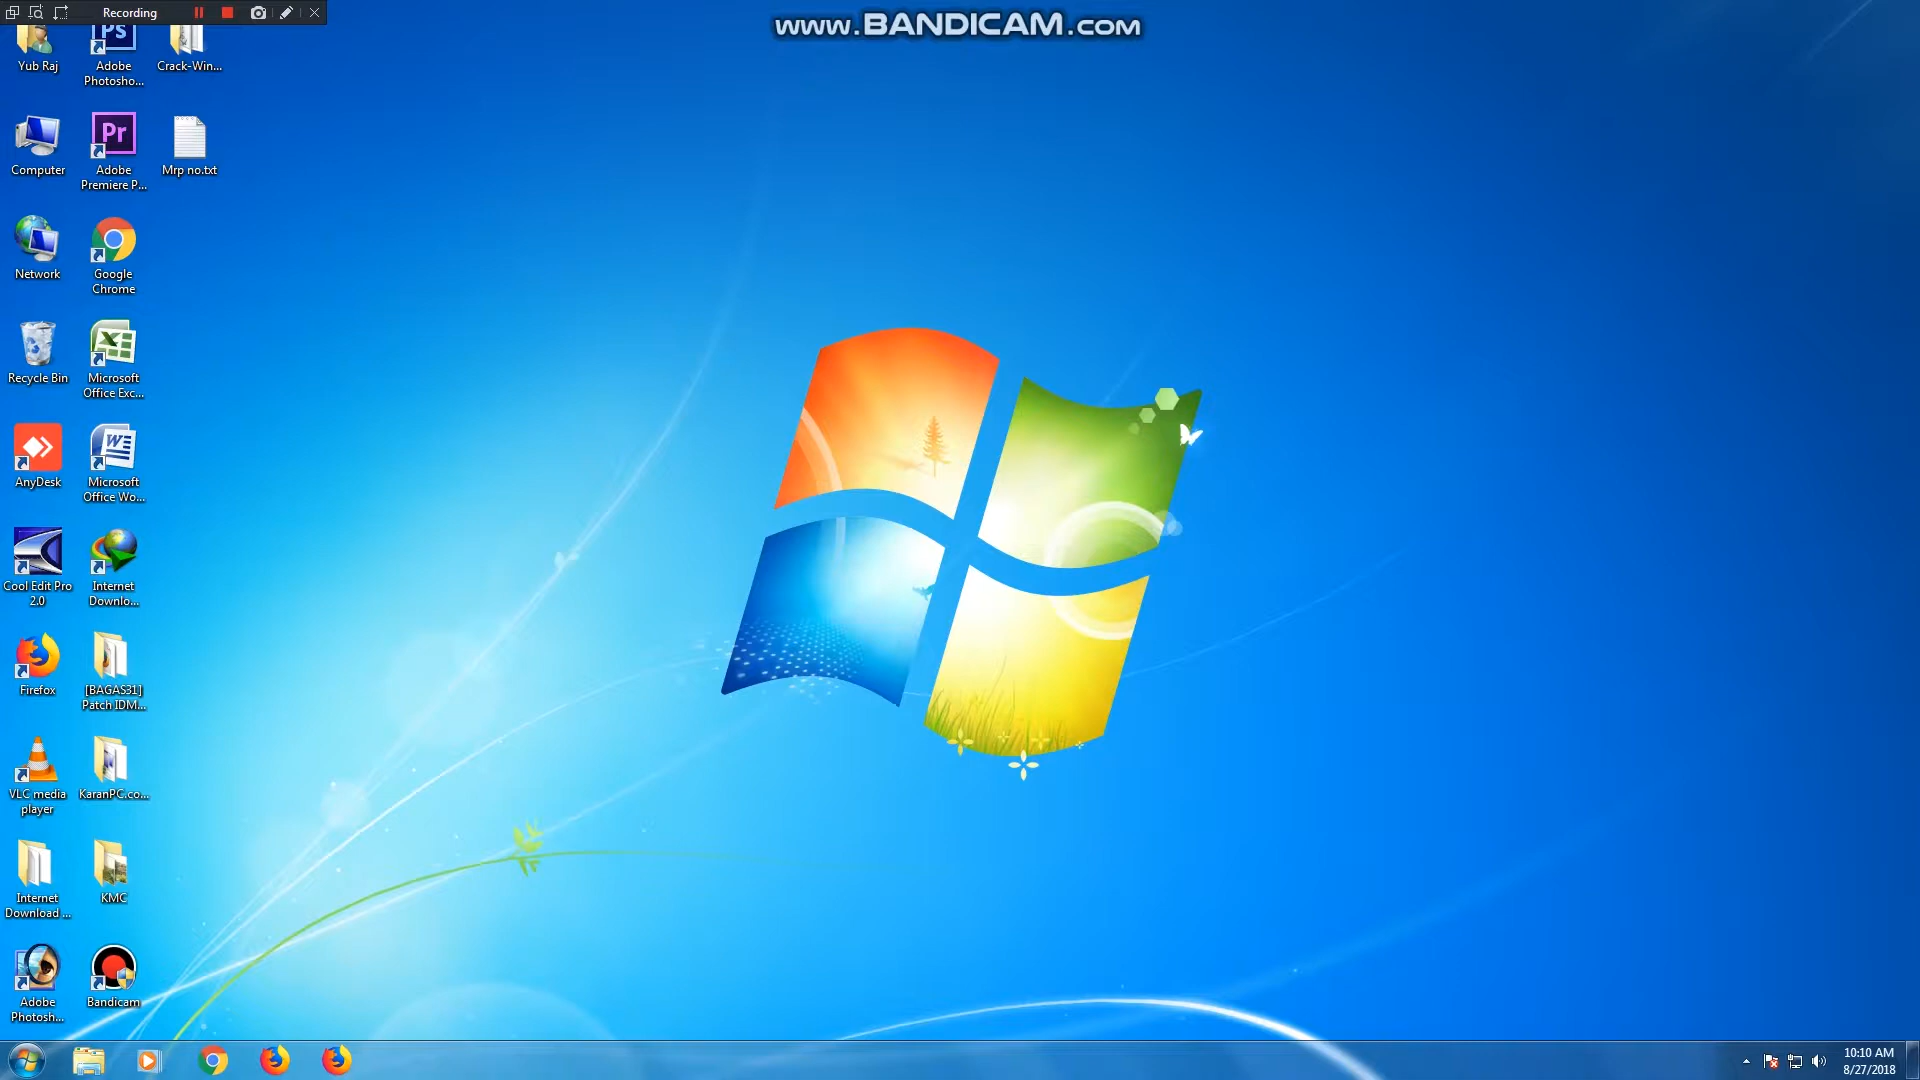 Recording
www.BANDICAM.com
Yub Raj
PS
Adobe
Photosho...
Crack-Win...
Computer
Pr
Adobe
Premiere P...
Mrp no.txt
Network
Google
Chrome
Recycle Bin
Microsoft
Office Exc...
AnyDesk
W
Microsoft
Office Wo...
Cool Edit Pro
2.0
Internet
Downlo...
Firefox
[BAGAS31]
Patch IDM...
VLC media
player
KaranPC.co...
Internet
Download ...
KMC
Adobe
Photosh...
Bandicam
10:10 AM
8/27/2018